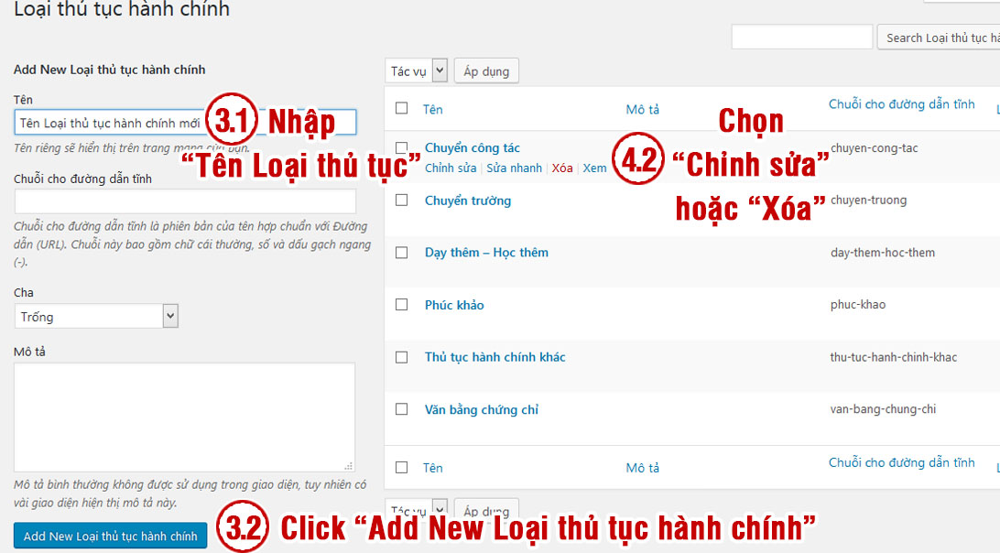 Loại thủ tục hành chính
Search Loại thủ tục
Add New Loại thủ tục hành chính
Tên
Tên Loại thủ tục hành chính mới
3.1 Nhập
“Tên Loại thủ tục”
Tên riêng sẽ hiển thị trên trang mạng của bạn.
Chuỗi cho đường dẫn tĩnh
Chuỗi cho đường dẫn tĩnh là phiên bản của tên hợp chuẩn với Đường
dẫn (URL). Chuỗi này bao gồm chữ cái thường, số và dấu gạch ngang
(-).
Cha
Trống
Mô tả
Mô tả bình thường không được sử dụng trong giao diện, tuy nhiên có
vài giao diện hiện thị mô tả này.
Add New Loại thủ tục hành chính
3.2 Click “Add New Loại thủ tục hành chính”
Tác vụ
Áp dụng
Tên Mô tả Chuỗi cho đường dẫn tĩnh
Chuyển công tác chuyen-cong-tac
Chỉnh sửa | Sửa nhanh | Xóa | Xem
4.2 Chọn
“Chỉnh sửa”
hoặc “Xóa”
Chuyển trường chuyen-truong
Dạy thêm – Học thêm day-them-hoc-them
Phúc khảo phuc-khao
Thủ tục hành chính khác thu-tuc-hanh-chinh-khac
Văn bằng chứng chỉ van-bang-chung-chi
Tên Mô tả Chuỗi cho đường dẫn tĩnh
Tác vụ
Áp dụng